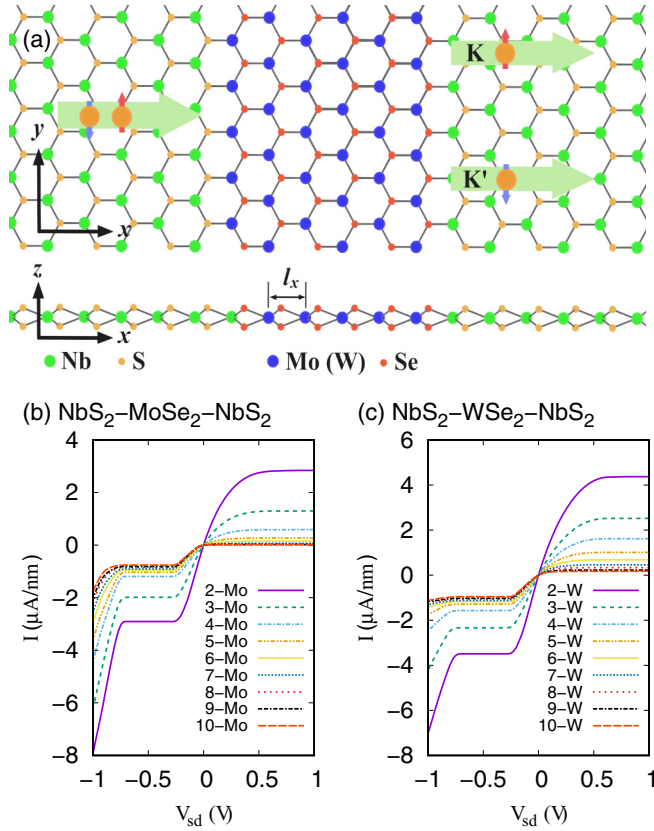 (a)
K
K'
y
x
z
l_x
x
Nb S Mo (W) Se
(b) NbS₂–MoSe₂–NbS₂
4
2
0
−2
−4
−6
−8
I (μA/nm)
2−Mo
3−Mo
4−Mo
5−Mo
6−Mo
7−Mo
8−Mo
9−Mo
10−Mo
−1 −0.5 0 0.5 1
V_sd (V)
(c) NbS₂–WSe₂–NbS₂
6
4
2
0
−2
−4
−6
−8
I (μA/nm)
2−W
3−W
4−W
5−W
6−W
7−W
8−W
9−W
10−W
−1 −0.5 0 0.5 1
V_sd (V)